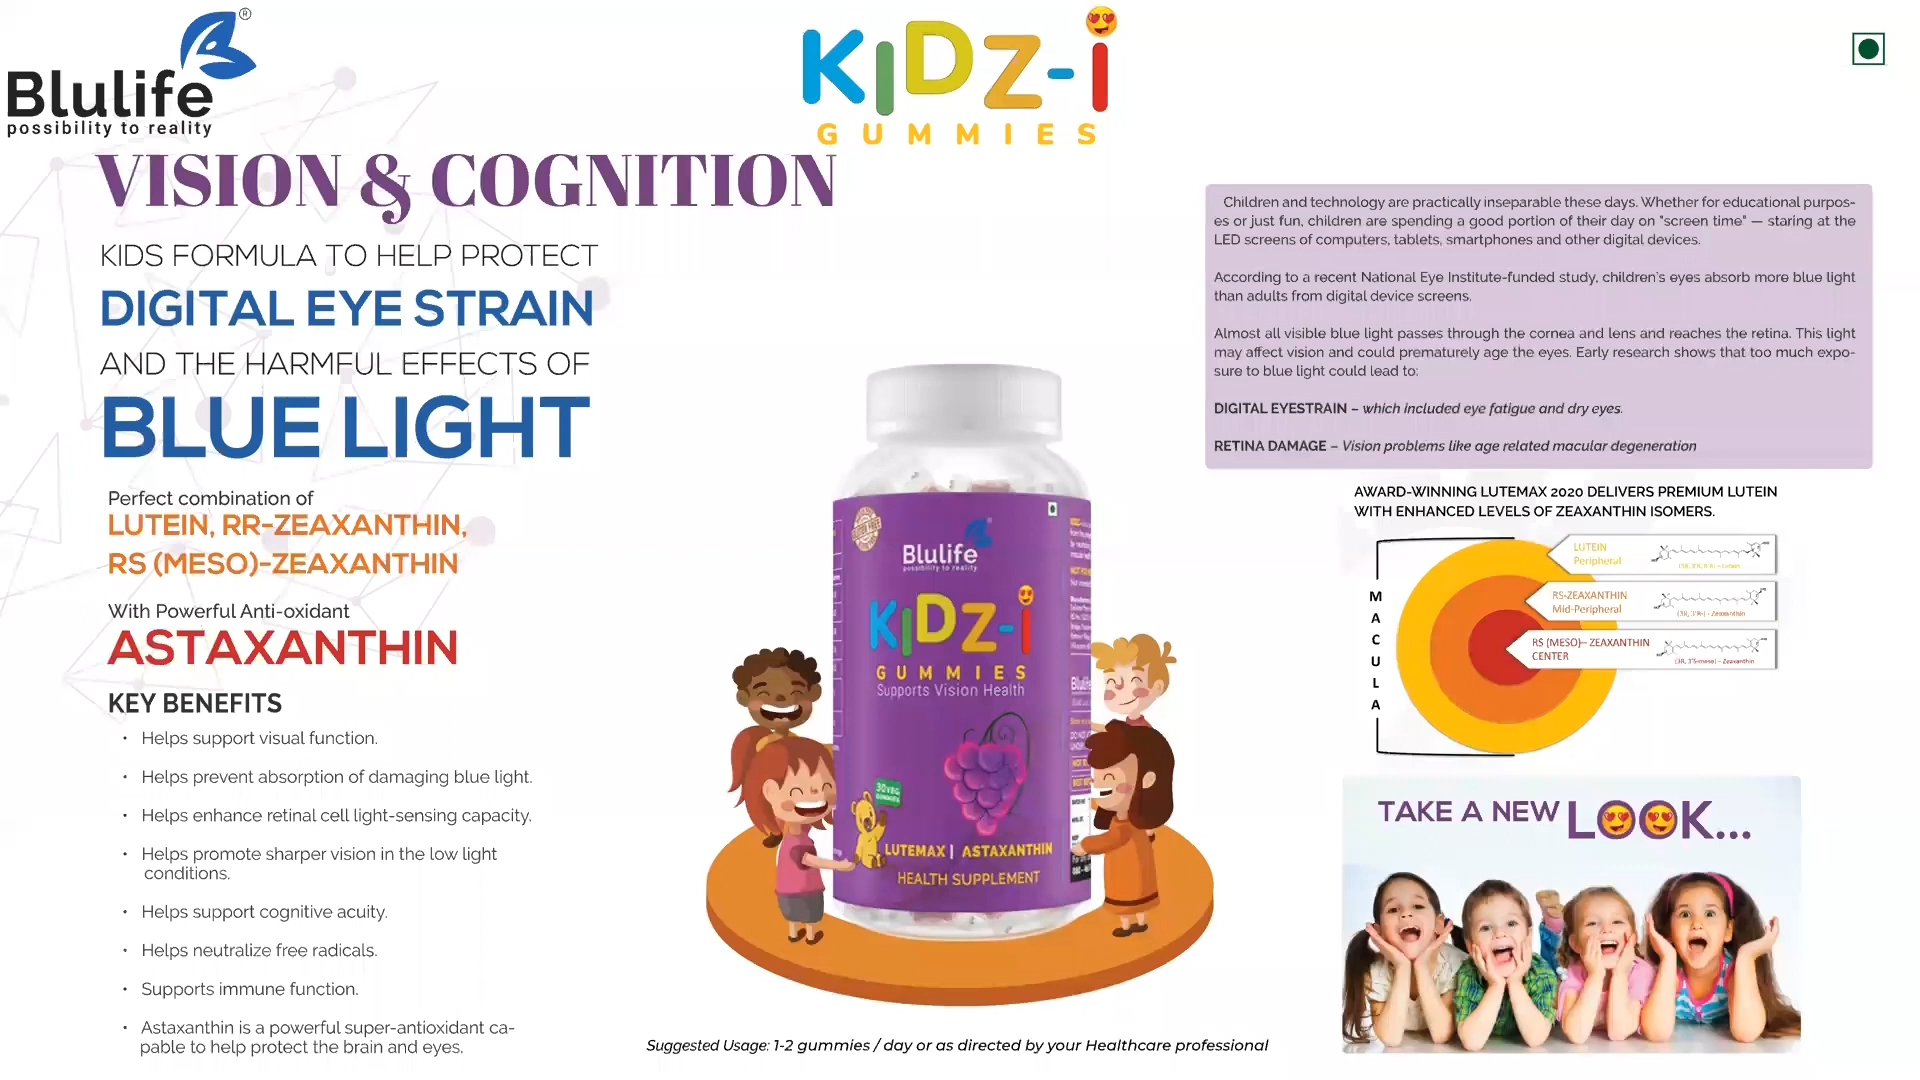 Blulife®
possibility to reality
KIDZ-i
GUMMIES
VISION & COGNITION
KIDS FORMULA TO HELP PROTECT
DIGITAL EYE STRAIN
AND THE HARMFUL EFFECTS OF
BLUE LIGHT
Perfect combination of
LUTEIN, RR-ZEAXANTHIN,
RS (MESO)-ZEAXANTHIN
With Powerful Anti-oxidant
ASTAXANTHIN
KEY BENEFITS
• Helps support visual function.
• Helps prevent absorption of damaging blue light.
• Helps enhance retinal cell light-sensing capacity.
• Helps promote sharper vision in the low light
conditions.
• Helps support cognitive acuity.
• Helps neutralize free radicals.
• Supports immune function.
• Astaxanthin is a powerful super-antioxidant ca-
pable to help protect the brain and eyes.
Blulife
possibility to reality
KIDZ-i
GUMMIES
Supports Vision Health
30 VEG
GUMMIES
LUTEMAX | ASTAXANTHIN
HEALTH SUPPLEMENT
Suggested Usage: 1-2 gummies / day or as directed by your Healthcare professional
Children and technology are practically inseparable these days. Whether for educational purpos-
es or just fun, children are spending a good portion of their day on "screen time" — staring at the
LED screens of computers, tablets, smartphones and other digital devices.
According to a recent National Eye Institute-funded study, children's eyes absorb more blue light
than adults from digital device screens.
Almost all visible blue light passes through the cornea and lens and reaches the retina. This light
may affect vision and could prematurely age the eyes. Early research shows that too much expo-
sure to blue light could lead to:
DIGITAL EYESTRAIN – which included eye fatigue and dry eyes.
RETINA DAMAGE – Vision problems like age related macular degeneration
AWARD-WINNING LUTEMAX 2020 DELIVERS PREMIUM LUTEIN
WITH ENHANCED LEVELS OF ZEAXANTHIN ISOMERS.
MACULA
LUTEIN
Peripheral
RS-ZEAXANTHIN
Mid-Peripheral
RS (MESO)– ZEAXANTHIN
CENTER
TAKE A NEW LOOK...